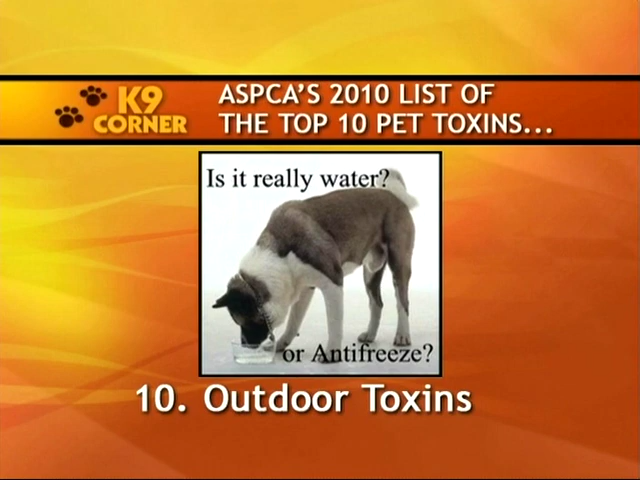 K9
CORNER
ASPCA'S 2010 LIST OF
THE TOP 10 PET TOXINS...
Is it really water?
or Antifreeze?
10. Outdoor Toxins